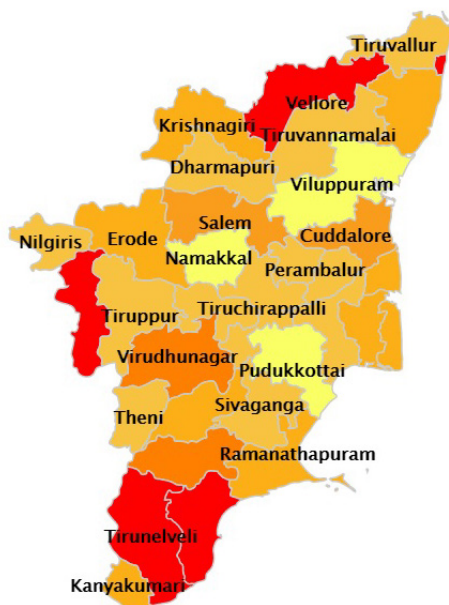 Tiruvallur
Vellore
Krishnagiri
Tiruvannamalai
Dharmapuri
Viluppuram
Salem
Cuddalore
Nilgiris
Erode
Namakkal
Perambalur
Tiruppur
Tiruchirappalli
Virudhunagar
Pudukkottai
Theni
Sivaganga
Ramanathapuram
Tirunelveli
Kanyakumari